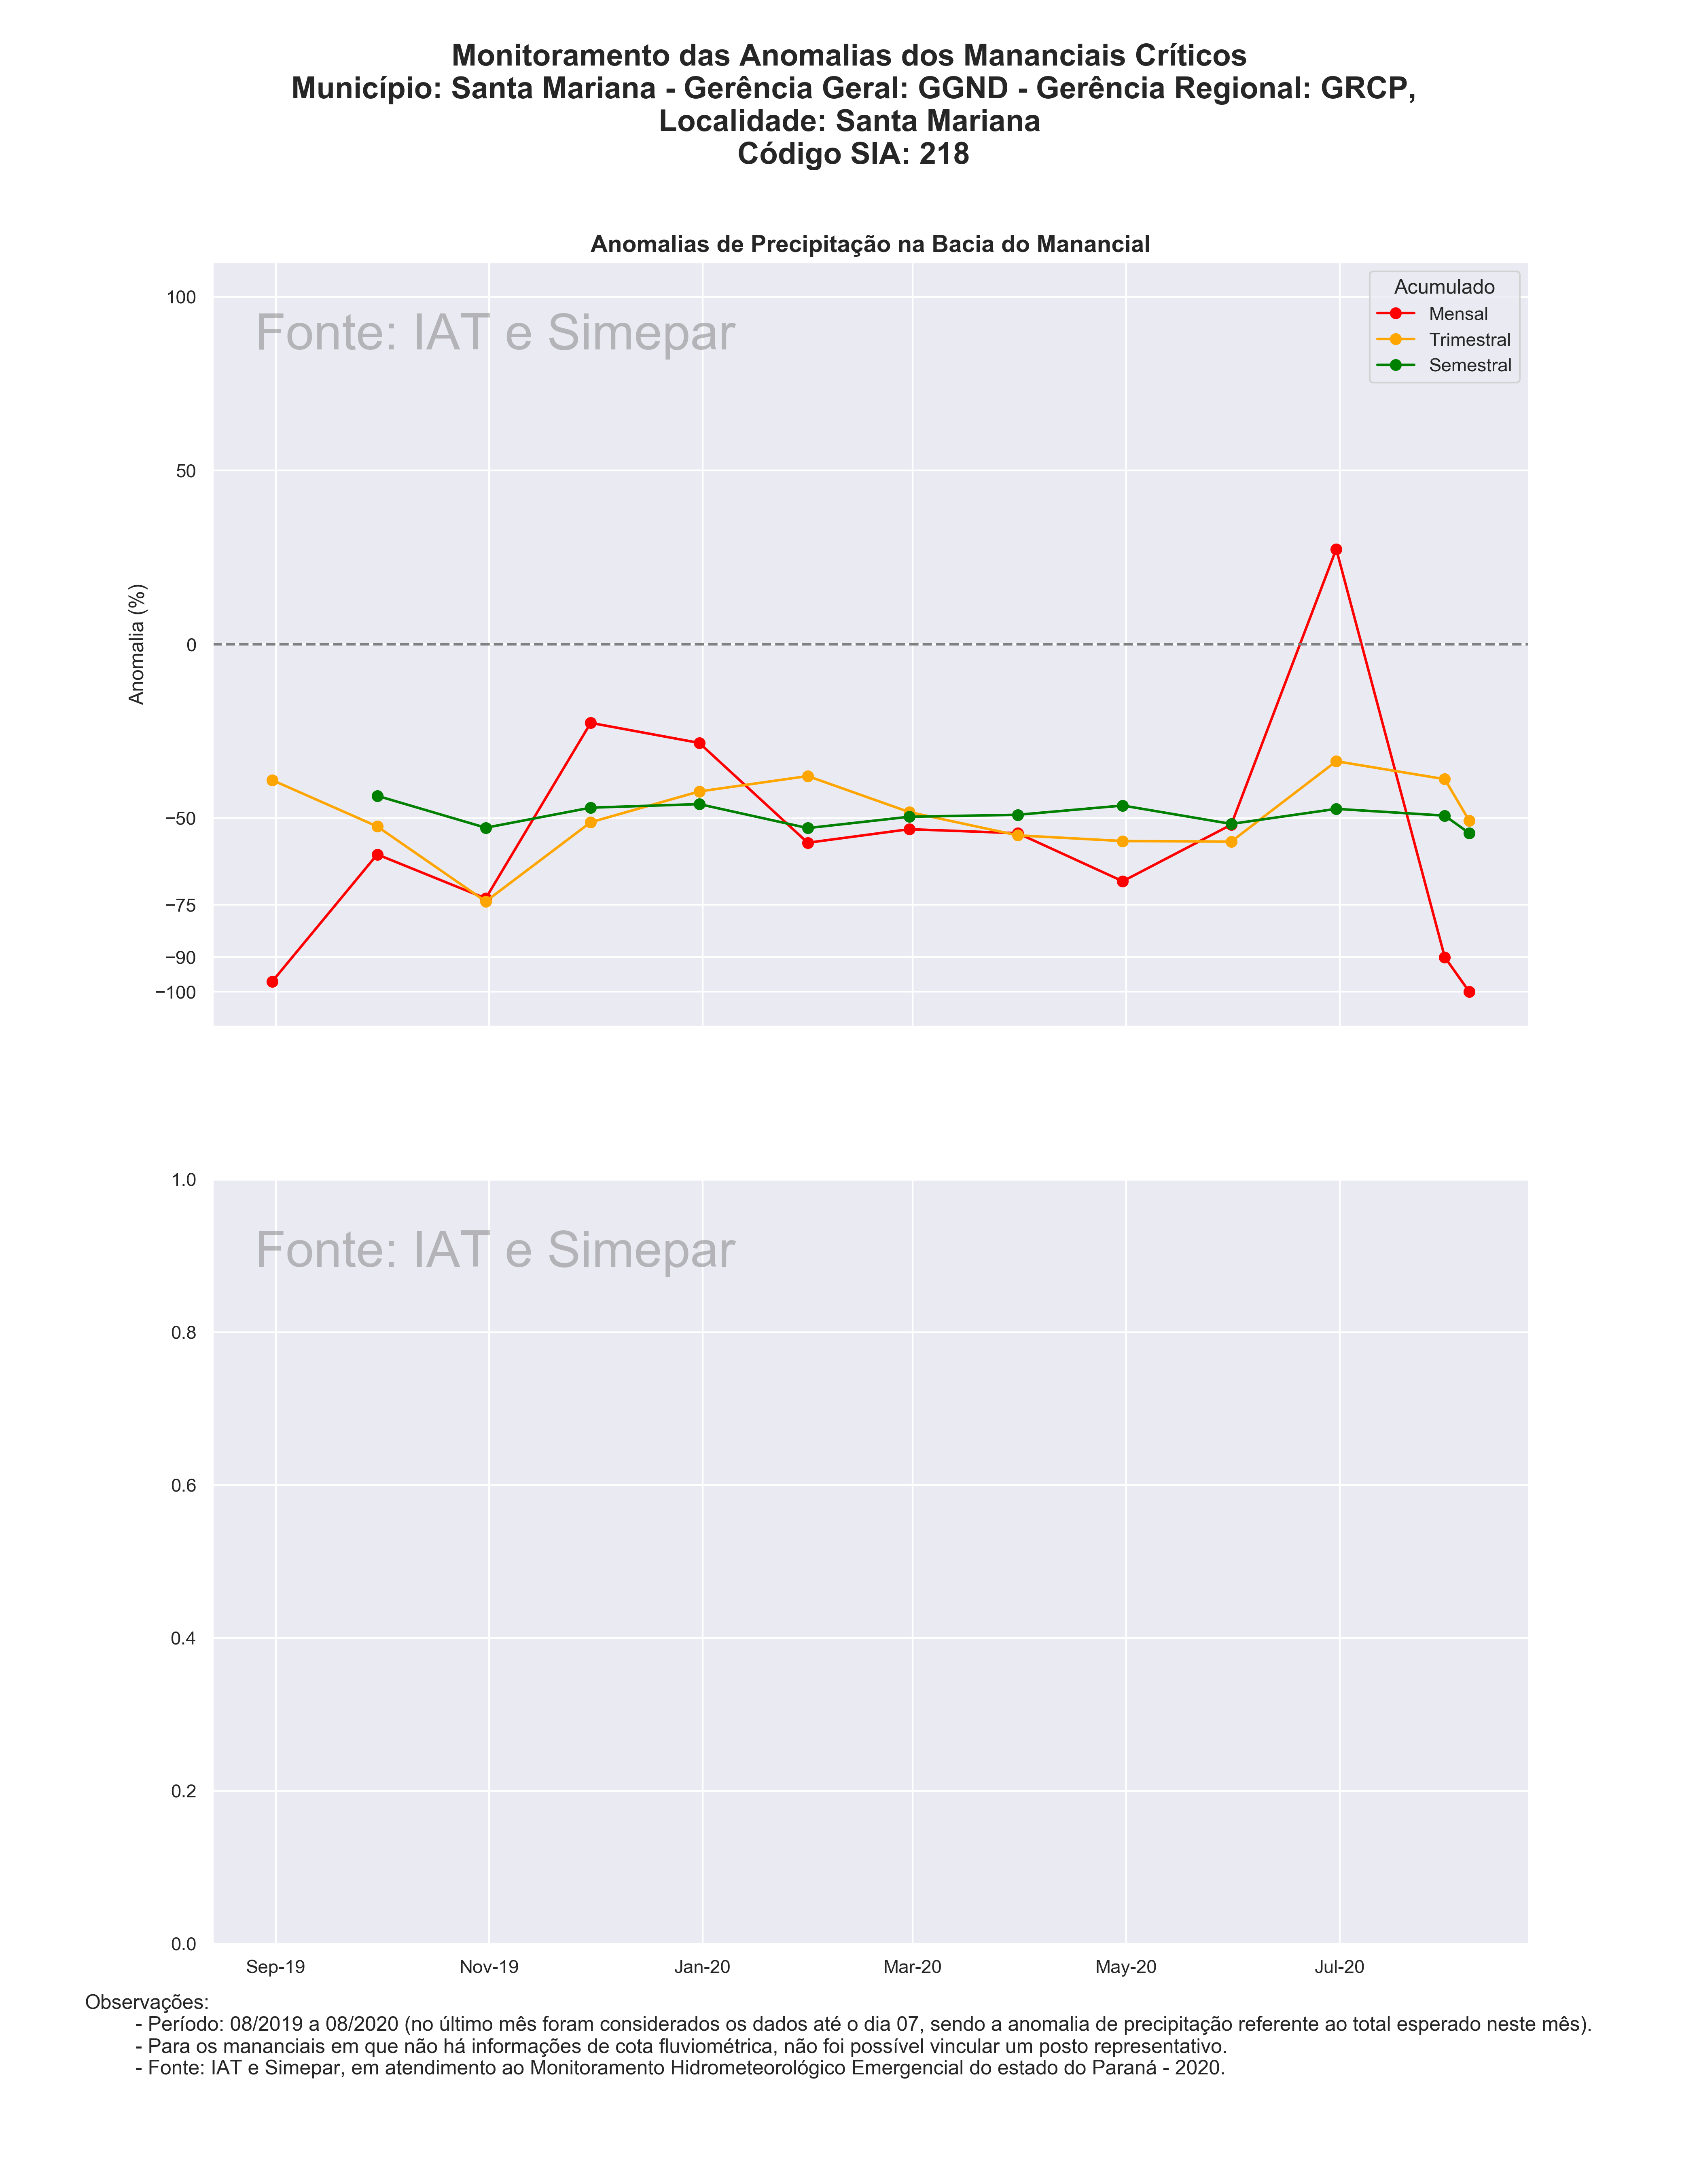 Monitoramento das Anomalias dos Mananciais Críticos
Município: Santa Mariana - Gerência Geral: GGND - Gerência Regional: GRCP,
Localidade: Santa Mariana
Código SIA: 218
Anomalias de Precipitação na Bacia do Manancial
Fonte: IAT e Simepar
Acumulado
Mensal
Trimestral
Semestral
Anomalia (%)
100
50
0
−50
−75
−90
−100
Fonte: IAT e Simepar
1.0
0.8
0.6
0.4
0.2
0.0
Sep-19 Nov-19 Jan-20 Mar-20 May-20 Jul-20
Observações:
- Período: 08/2019 a 08/2020 (no último mês foram considerados os dados até o dia 07, sendo a anomalia de precipitação referente ao total esperado neste mês).
- Para os mananciais em que não há informações de cota fluviométrica, não foi possível vincular um posto representativo.
- Fonte: IAT e Simepar, em atendimento ao Monitoramento Hidrometeorológico Emergencial do estado do Paraná - 2020.